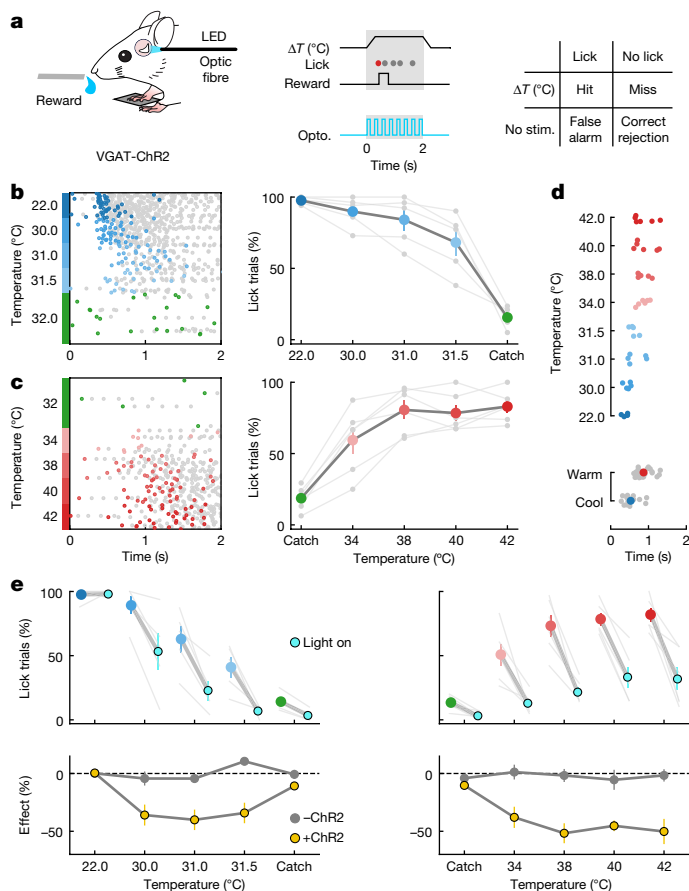 a
LED
Optic
fibre
Reward
VGAT-ChR2
ΔT (°C)
Lick
Reward
Opto.
0 2
Time (s)
Lick No lick
ΔT (°C) Hit Miss
No stim. False alarm Correct rejection
b
Temperature (°C)
22.0
30.0
31.0
31.5
32.0
0 1 2
Lick trials (%)
100
50
0
22.0 30.0 31.0 31.5 Catch
c
Temperature (°C)
32
34
38
40
42
0 1 2
Time (s)
Lick trials (%)
100
50
0
Catch 34 38 40 42
Temperature (°C)
d
Temperature (°C)
42.0
40.0
38.0
34.0
31.5
31.0
30.0
22.0
Warm
Cool
0 1 2
Time (s)
e
Lick trials (%)
100
50
0
Light on
Effect (%)
0
−50
−ChR2
+ChR2
22.0 30.0 31.0 31.5 Catch
Temperature (°C)
Catch 34 38 40 42
Temperature (°C)